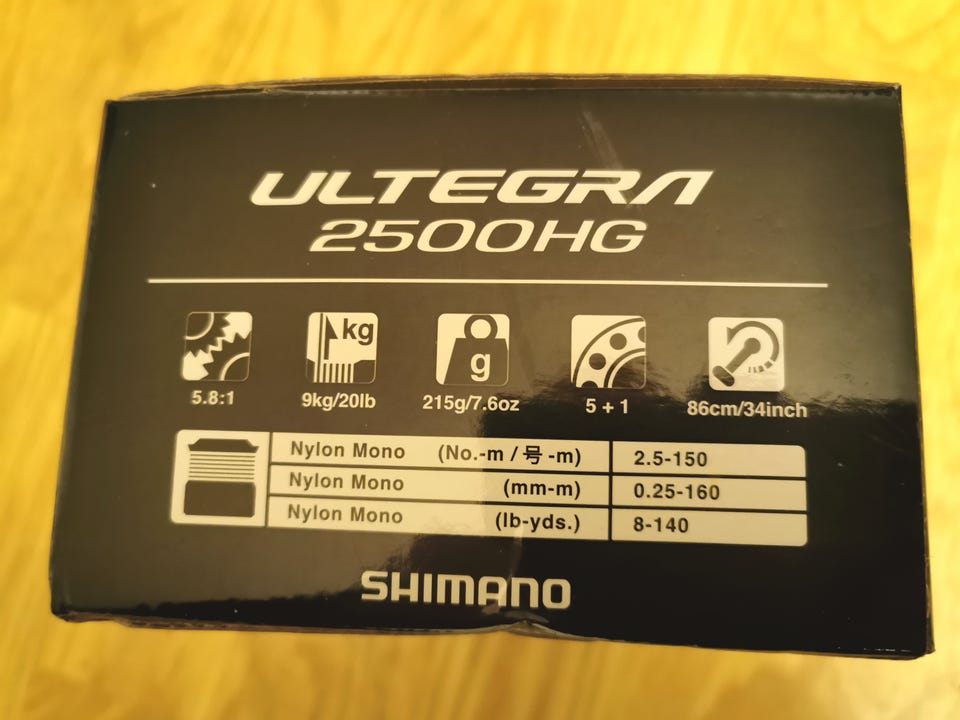 ULTEGRA
2500HG
kg
g
5.8:1 9kg/20lb 215g/7.6oz 5 + 1 86cm/34inch
Nylon Mono (No.-m / 号 -m) 2.5-150
Nylon Mono (mm-m) 0.25-160
Nylon Mono (lb-yds.) 8-140
SHIMANO